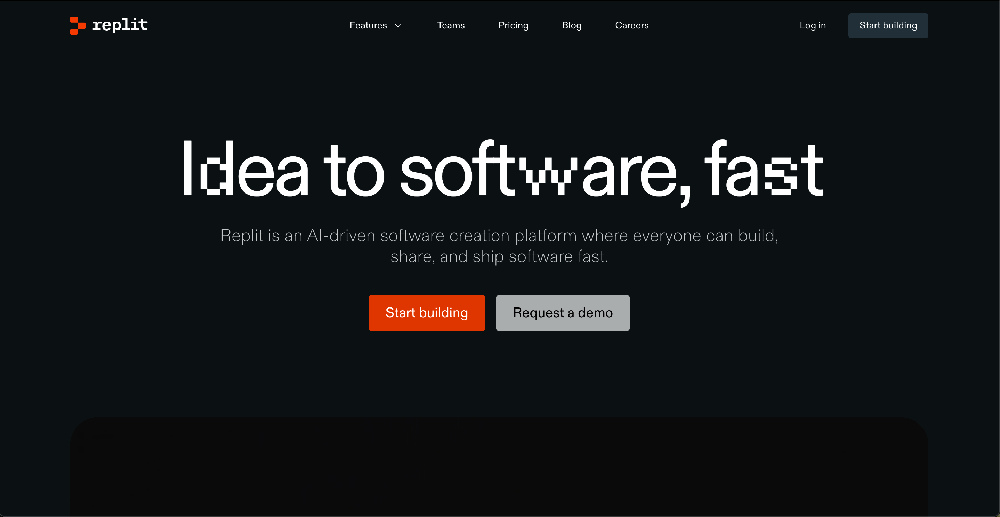 replit
Features
Teams
Pricing
Blog
Careers
Log in
Start building
Idea to software, fast
Replit is an AI-driven software creation platform where everyone can build,
share, and ship software fast.
Start building
Request a demo